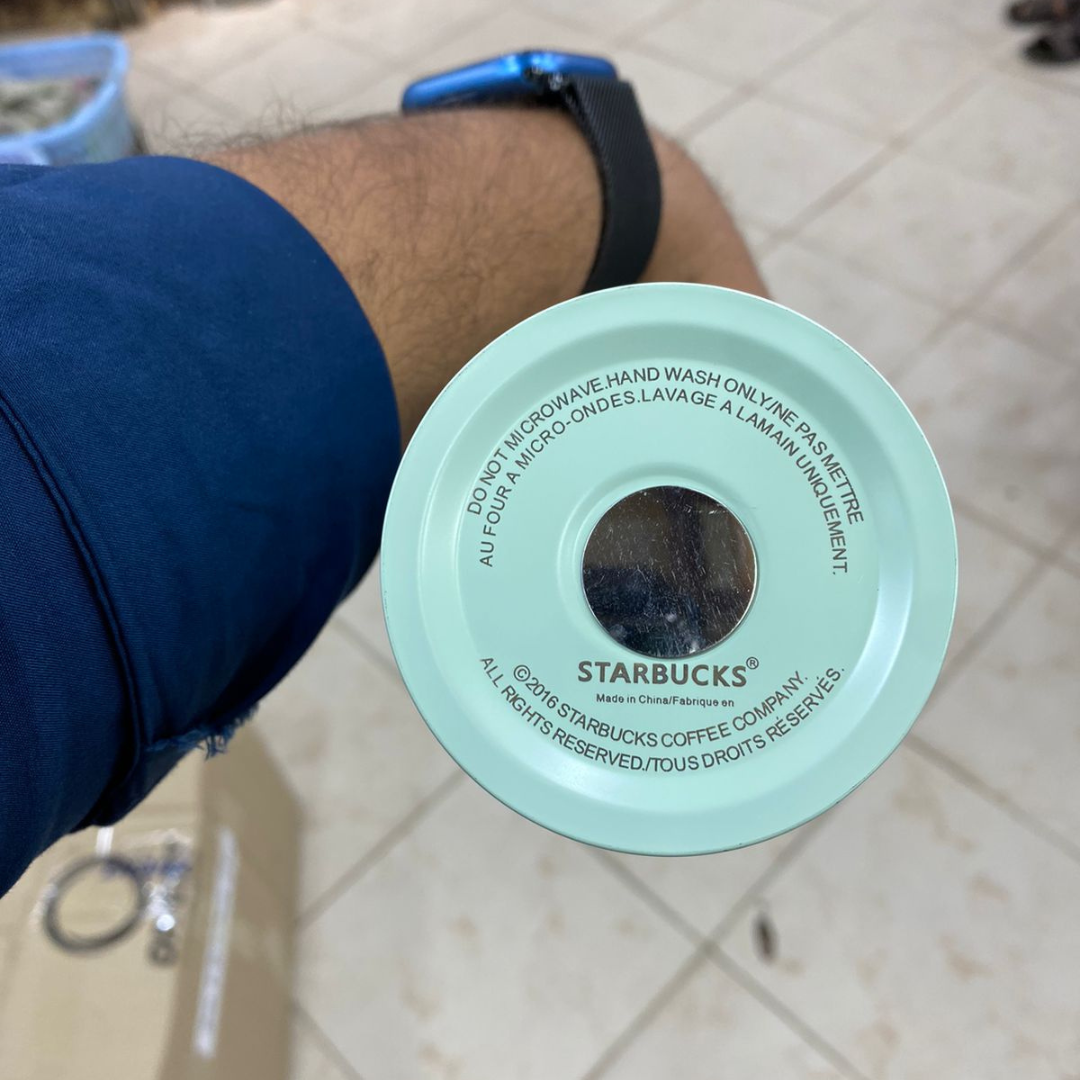 DO NOT MICROWAVE.HAND WASH ONLY/NE PAS METTRE
AU FOUR A MICRO-ONDES.LAVAGE A LAMAIN UNIQUEMENT.
STARBUCKS®
Made in China/Fabrique en
©2016 STARBUCKS COFFEE COMPANY.
ALL RIGHTS RESERVED./TOUS DROITS RÉSERVÉS.